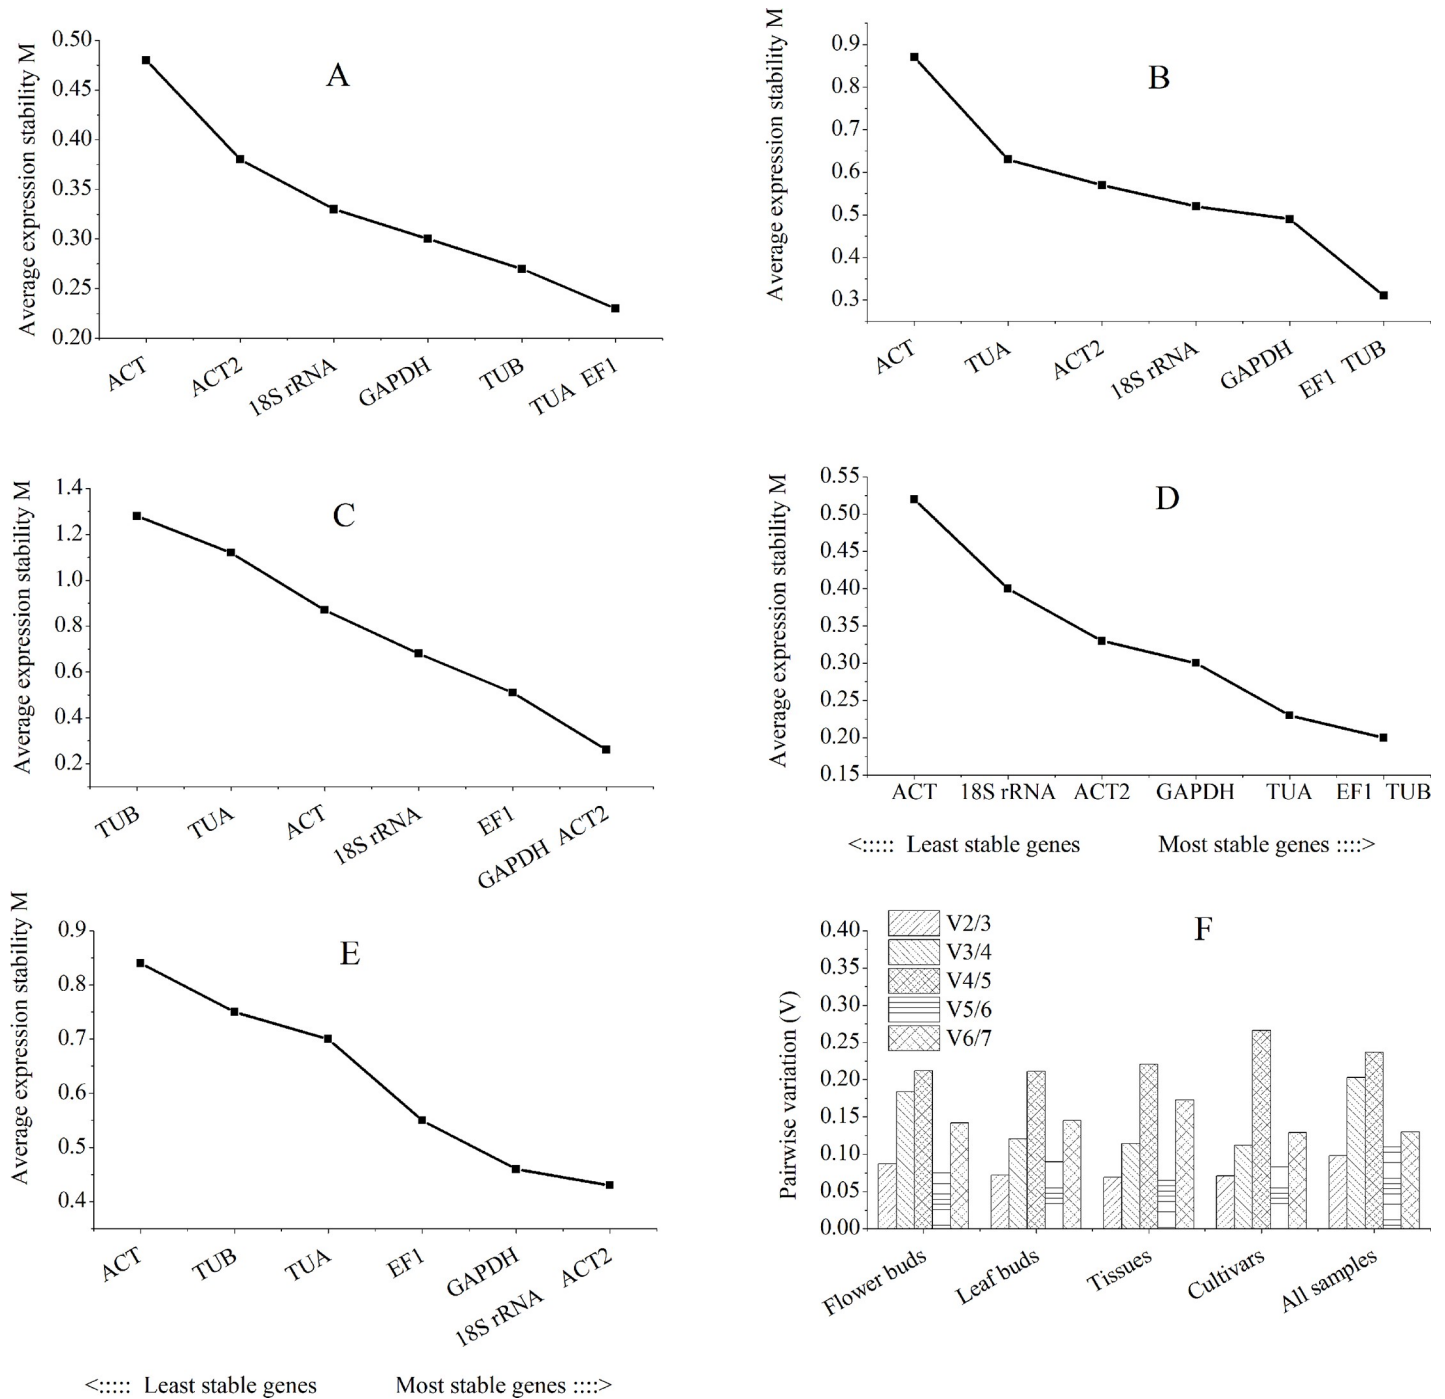 A
Average expression stability M
0.50
0.45
0.40
0.35
0.30
0.25
0.20
ACT
ACT2
18S rRNA
GAPDH
TUB
TUA EF1
B
Average expression stability M
0.9
0.8
0.7
0.6
0.5
0.4
0.3
ACT
TUA
ACT2
18S rRNA
GAPDH
EF1 TUB
C
Average expression stability M
1.4
1.2
1.0
0.8
0.6
0.4
0.2
TUB
TUA
ACT
18S rRNA
EF1
GAPDH ACT2
D
Average expression stability M
0.55
0.50
0.45
0.40
0.35
0.30
0.25
0.20
0.15
ACT
18S rRNA
ACT2
GAPDH
TUA
EF1 TUB
<::::: Least stable genes
Most stable genes ::::>
E
Average expression stability M
0.9
0.8
0.7
0.6
0.5
0.4
ACT
TUB
TUA
EF1
GAPDH
18S rRNA ACT2
<::::: Least stable genes
Most stable genes ::::>
F
Pairwise variation (V)
0.40
0.35
0.30
0.25
0.20
0.15
0.10
0.05
0.00
V2/3
V3/4
V4/5
V5/6
V6/7
Flower buds
Leaf buds
Tissues
Cultivars
All samples